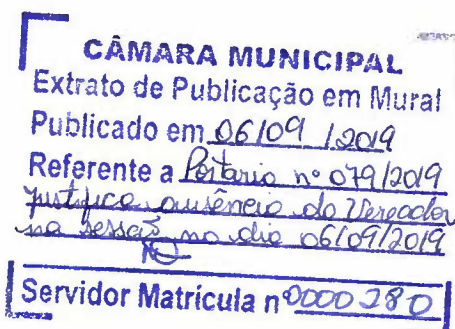 CÂMARA MUNICIPAL
Extrato de Publicação em Mural
Publicado em 06/09/2019
Referente a Portaria nº 079/2019
Justifica ausência do Vereador
na sessão no dia 06/09/2019
Servidor Matrícula nº 0000280